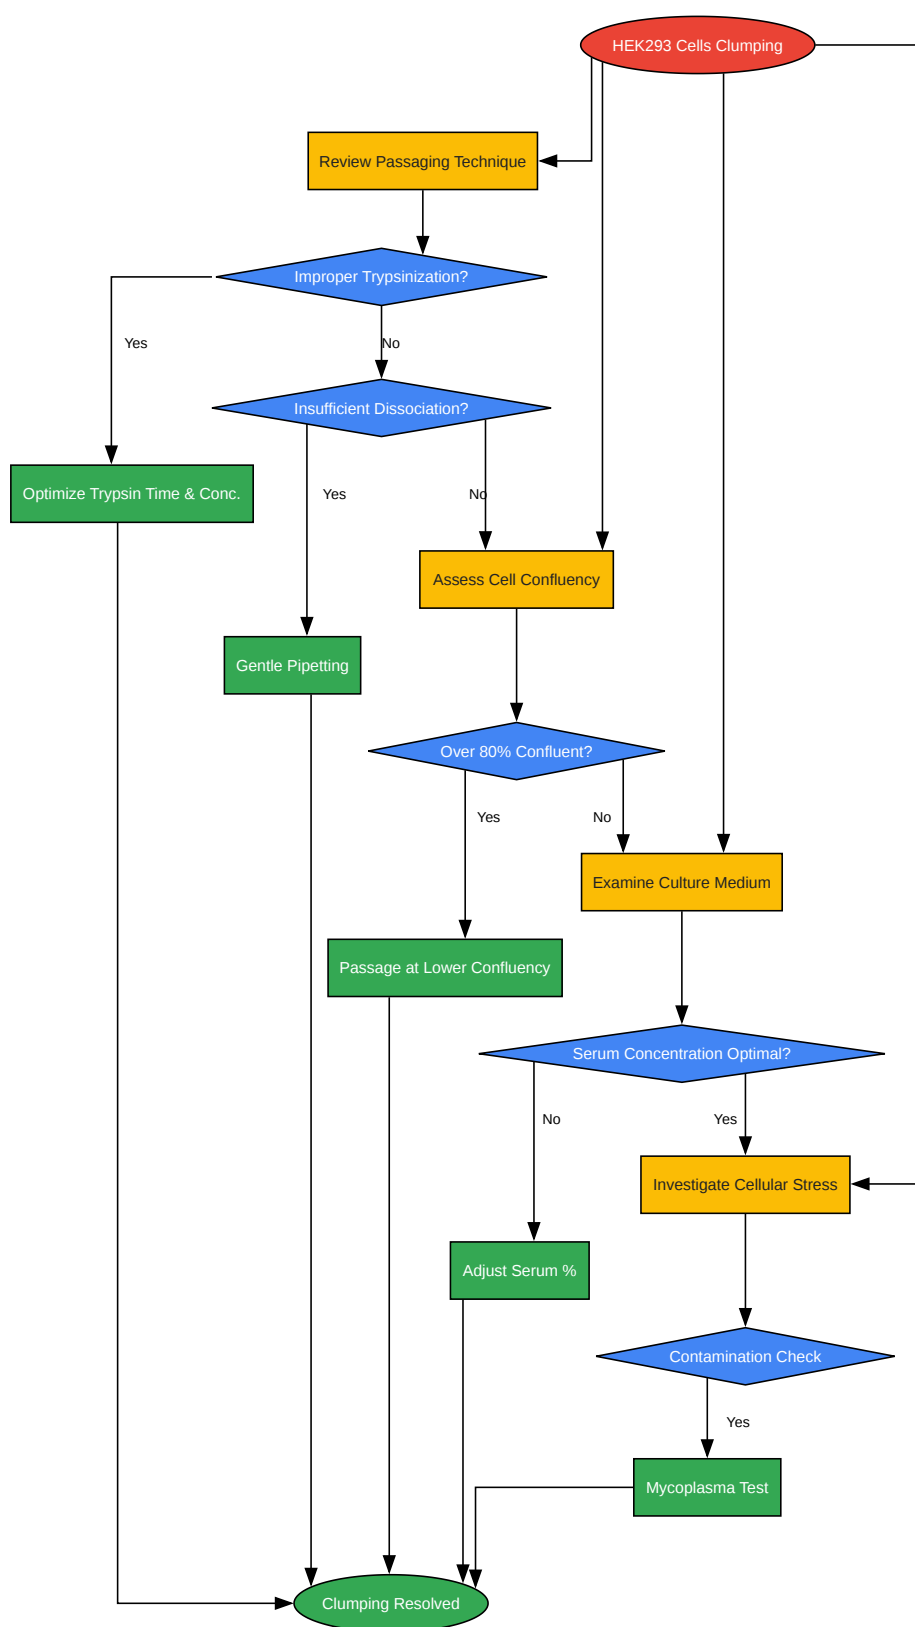 HEK293 Cells Clumping
Review Passaging Technique
Improper Trypsinization?
Yes
No
Insufficient Dissociation?
Optimize Trypsin Time & Conc.
Yes
No
Assess Cell Confluency
Gentle Pipetting
Over 80% Confluent?
Yes
No
Examine Culture Medium
Passage at Lower Confluency
Serum Concentration Optimal?
No
Yes
Investigate Cellular Stress
Adjust Serum %
Contamination Check
Yes
Mycoplasma Test
Clumping Resolved